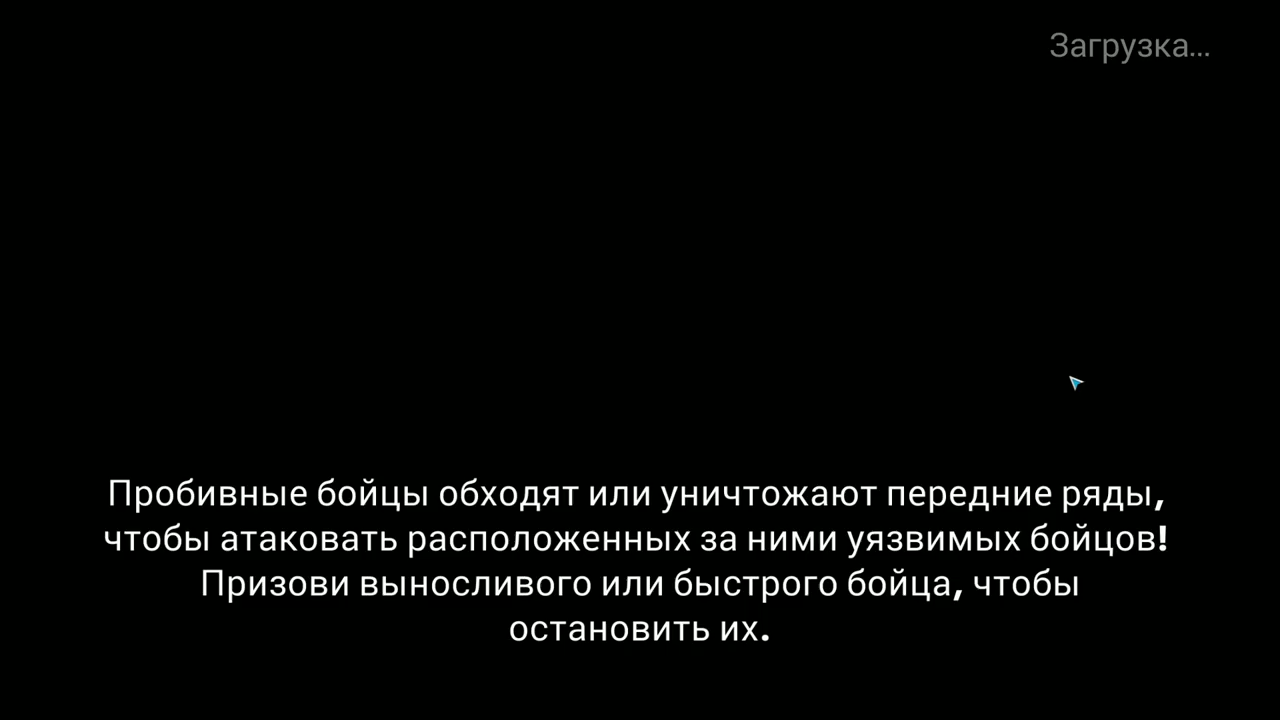 Загрузка...
Пробивные бойцы обходят или уничтожают передние ряды,
чтобы атаковать расположенных за ними уязвимых бойцов!
Призови выносливого или быстрого бойца, чтобы
остановить их.